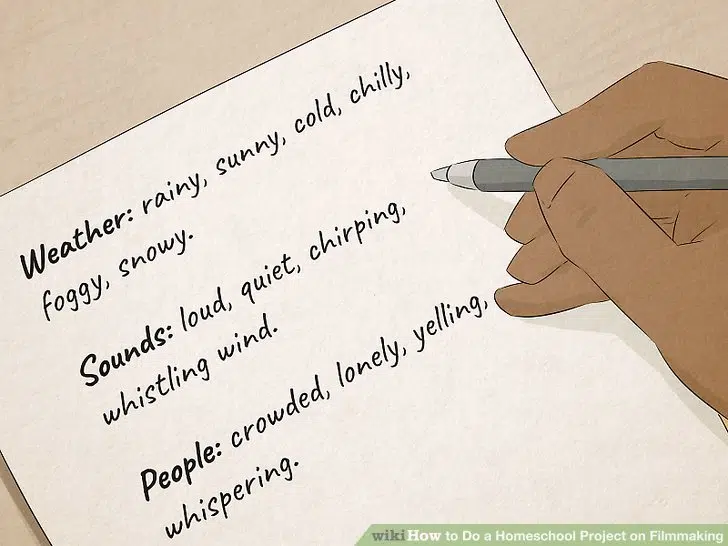 Weather: rainy, sunny, cold, chilly,
foggy, snowy.
Sounds: loud, quiet, chirping,
whistling wind.
People: crowded, lonely, yelling,
whispering.
wikiHow to Do a Homeschool Project on Filmmaking